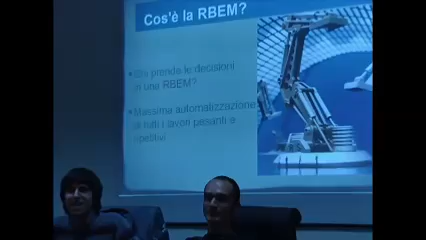 Cos'è la RBEM?
Chi prende le decisioni
in una RBEM?
Massima automatizzazione
di tutti i lavori pesanti e
ripetitivi